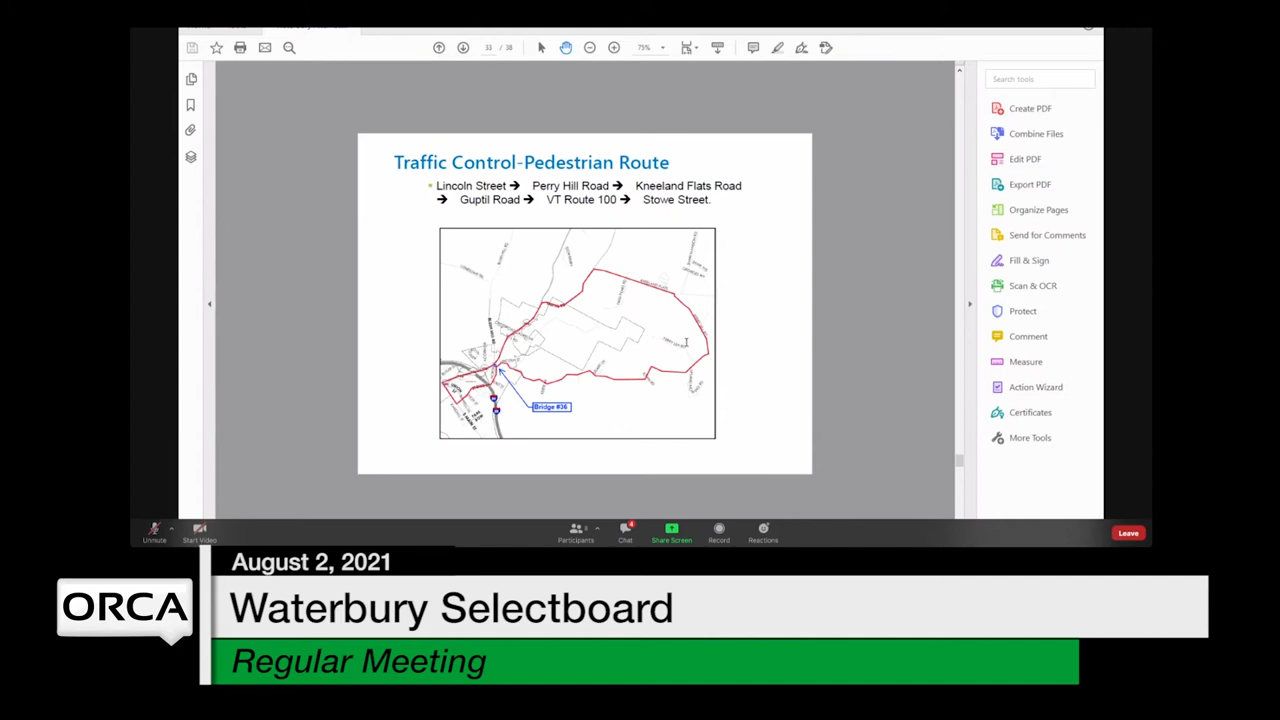 33 / 38
75%
Search tools
Create PDF
Combine Files
Edit PDF
Export PDF
Organize Pages
Send for Comments
Fill & Sign
Scan & OCR
Protect
Comment
Measure
Action Wizard
Certificates
More Tools
Traffic Control-Pedestrian Route
Lincoln Street → Perry Hill Road → Kneeland Flats Road
→ Guptil Road → VT Route 100 → Stowe Street.
Bridge #36
Unmute
Start Video
Participants
Chat
4
Share Screen
Record
Reactions
Leave
August 2, 2021
ORCA
Waterbury Selectboard
Regular Meeting